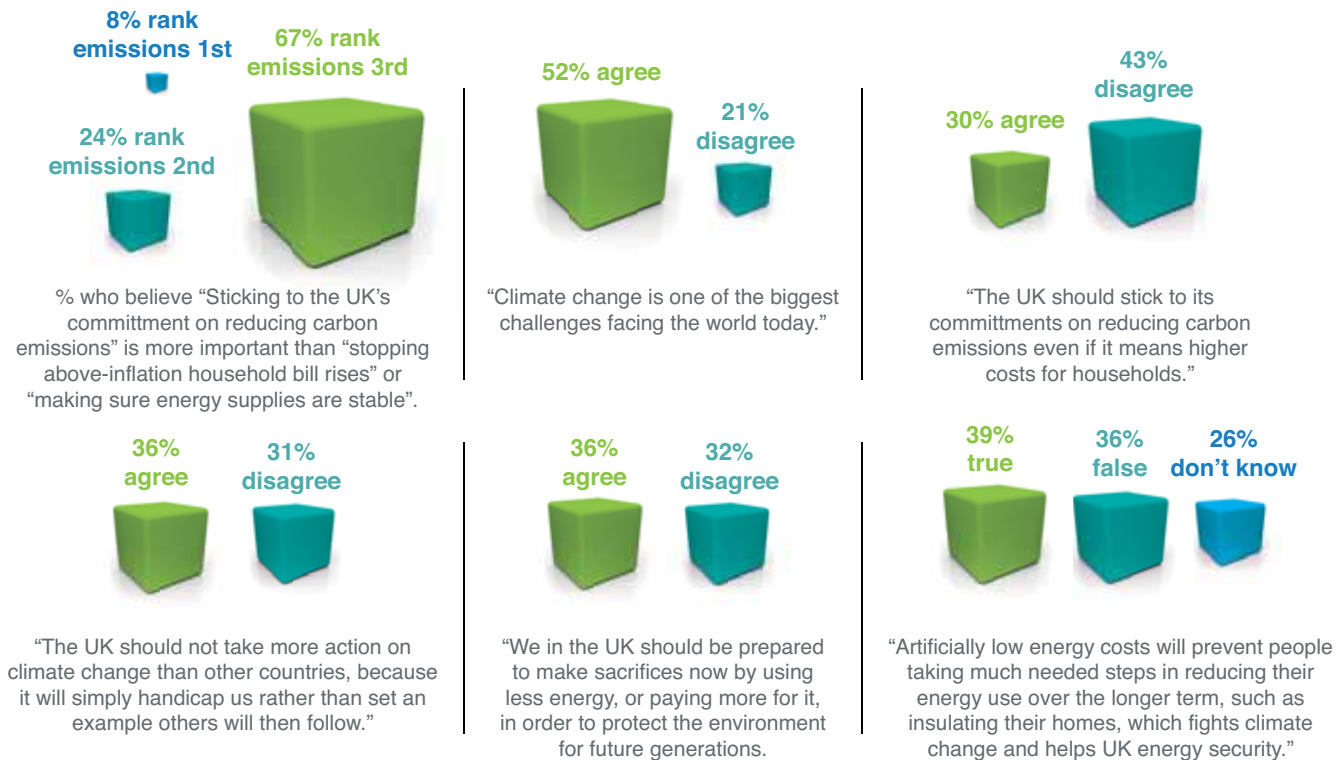 8% rank
emissions 1st
67% rank
emissions 3rd
24% rank
emissions 2nd
% who believe “Sticking to the UK’s
committment on reducing carbon
emissions” is more important than “stopping
above-inflation household bill rises” or
“making sure energy supplies are stable”.
52% agree
21%
disagree
“Climate change is one of the biggest
challenges facing the world today.”
30% agree
43%
disagree
“The UK should stick to its
committments on reducing carbon
emissions even if it means higher
costs for households.”
36%
agree
31%
disagree
“The UK should not take more action on
climate change than other countries, because
it will simply handicap us rather than set an
example others will then follow.”
36%
agree
32%
disagree
“We in the UK should be prepared
to make sacrifices now by using
less energy, or paying more for it,
in order to protect the environment
for future generations.
39%
true
36%
false
26%
don’t know
“Artificially low energy costs will prevent people
taking much needed steps in reducing their
energy use over the longer term, such as
insulating their homes, which fights climate
change and helps UK energy security.”